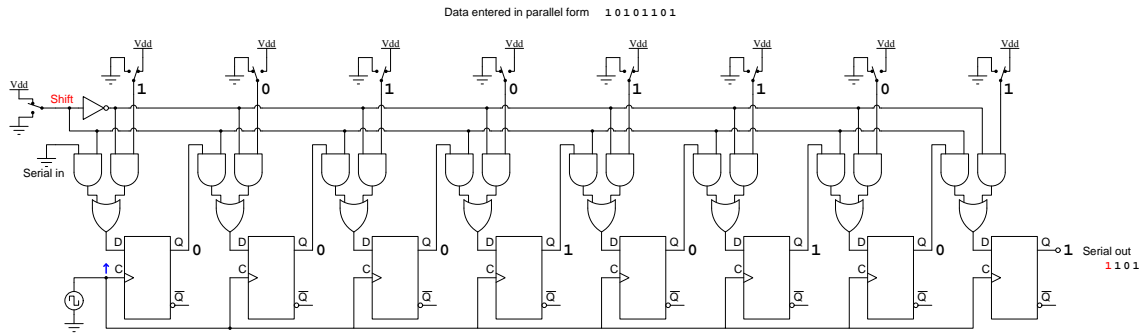 Data entered in parallel form 1 0 1 0 1 1 0 1
Vdd Vdd Vdd Vdd Vdd Vdd Vdd Vdd
Vdd
1 0 1 0 1 1 0 1
Shift
Serial in
D Q D Q D Q D Q D Q D Q D Q D Q
0 0 0 1 0 1 0 1 Serial out
C C C C C C C C
1 1 0 1
Q Q Q Q Q Q Q Q